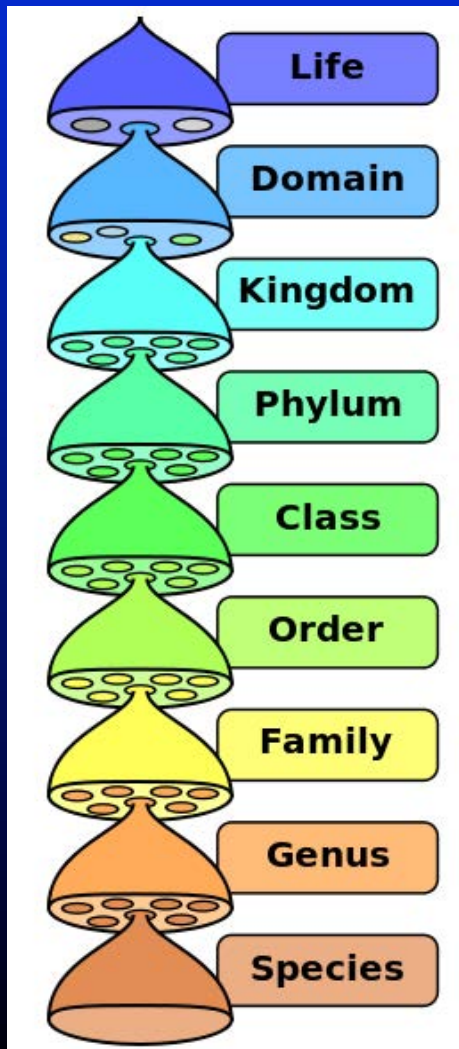 Life
Domain
Kingdom
Phylum
Class
Order
Family
Genus
Species